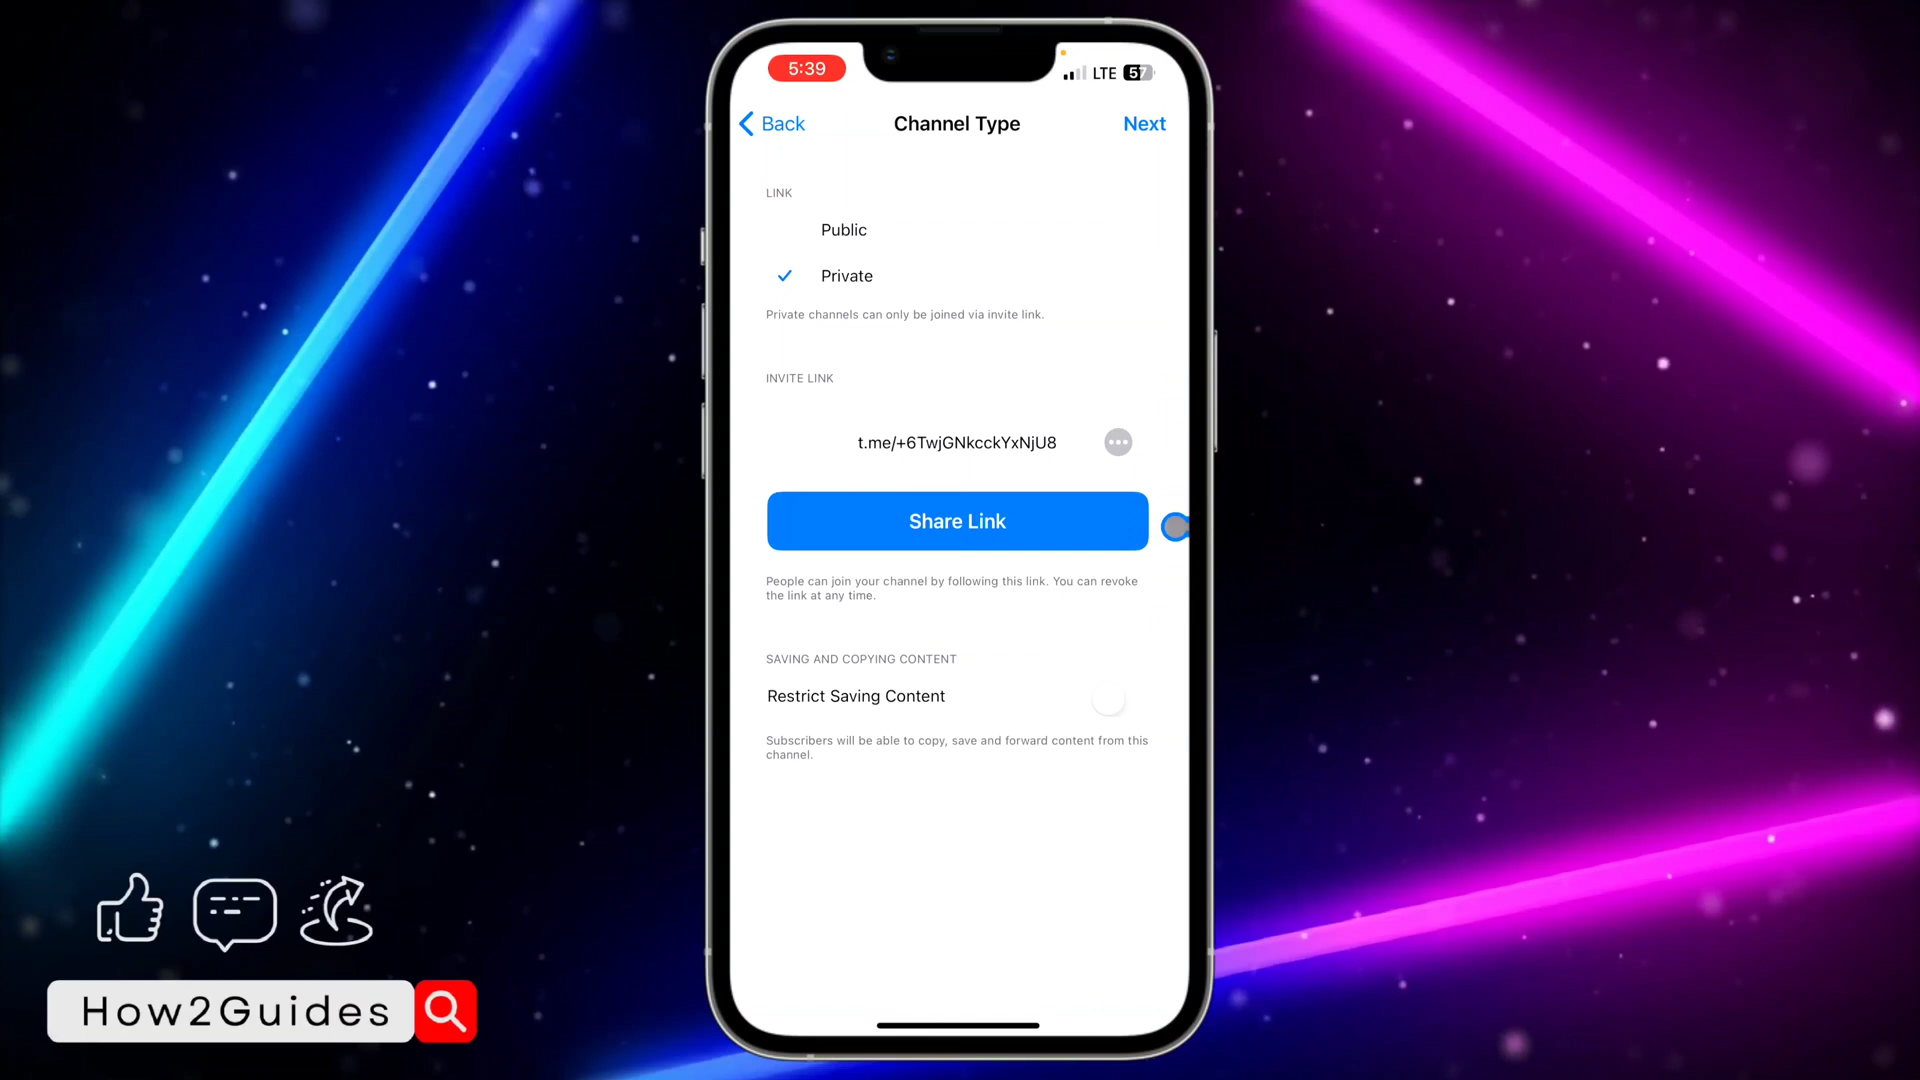 5:39
LTE 57
Back
Channel Type
Next
LINK
Public
Private
Private channels can only be joined via invite link.
INVITE LINK
t.me/+6TwjGNkcckYxNjU8
Share Link
People can join your channel by following this link. You can revoke
the link at any time.
SAVING AND COPYING CONTENT
Restrict Saving Content
Subscribers will be able to copy, save and forward content from this
channel.
How2Guides